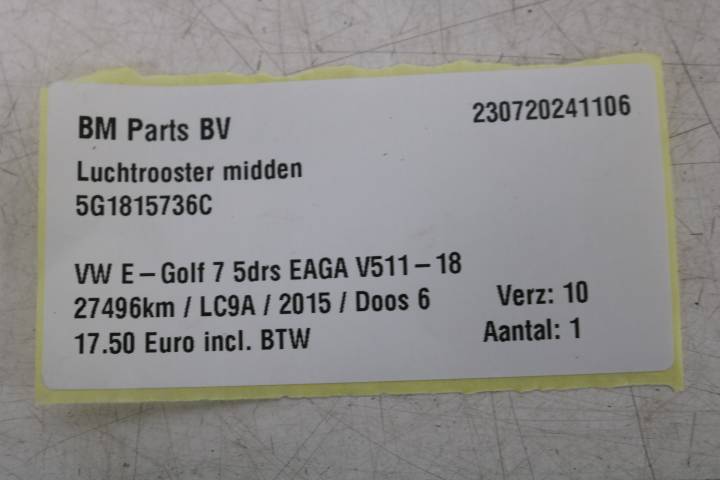 BM Parts BV 230720241106
Luchtrooster midden
5G1815736C
VW E-Golf 7 5drs EAGA V511-18
27496km / LC9A / 2015 / Doos 6 Verz: 10
17.50 Euro incl. BTW Aantal: 1